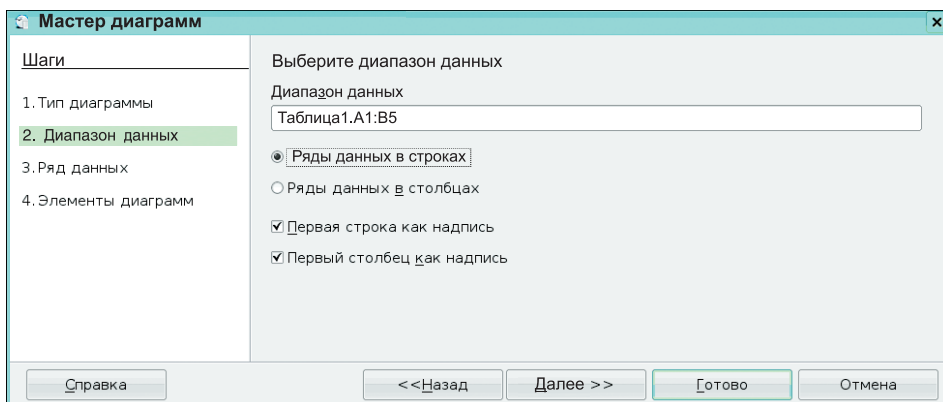 Мастер диаграмм
Шаги
1. Тип диаграммы
2. Диапазон данных
3. Ряд данных
4. Элементы диаграмм
Выберите диапазон данных
Диапазон данных
Таблица1.A1:B5
Ряды данных в строках
Ряды данных в столбцах
Первая строка как надпись
Первый столбец как надпись
Справка
<<Назад
Далее >>
Готово
Отмена